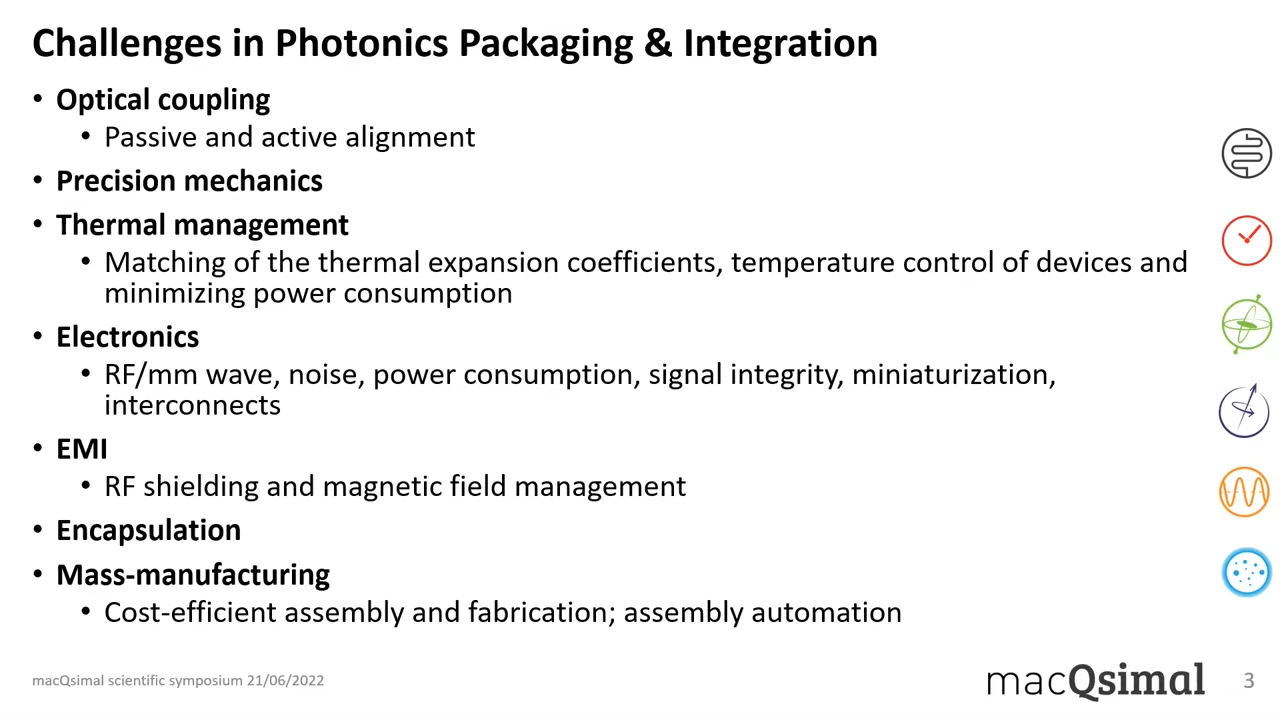 Challenges in Photonics Packaging & Integration
• Optical coupling
• Passive and active alignment
• Precision mechanics
• Thermal management
• Matching of the thermal expansion coefficients, temperature control of devices and
minimizing power consumption
• Electronics
• RF/mm wave, noise, power consumption, signal integrity, miniaturization,
interconnects
• EMI
• RF shielding and magnetic field management
• Encapsulation
• Mass-manufacturing
• Cost-efficient assembly and fabrication; assembly automation
macQsimal scientific symposium 21/06/2022
macQsimal
3